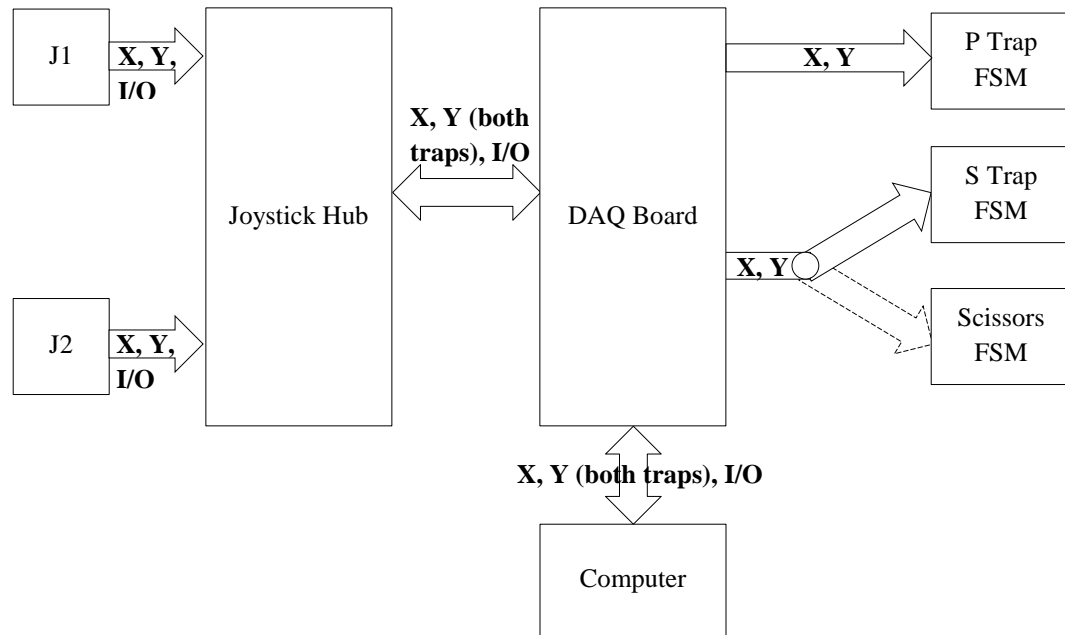 J1
X, Y,
I/O
Joystick Hub
X, Y (both
traps), I/O
DAQ Board
X, Y
P Trap
FSM
S Trap
FSM
X, Y
Scissors
FSM
J2
X, Y,
I/O
X, Y (both traps), I/O
Computer